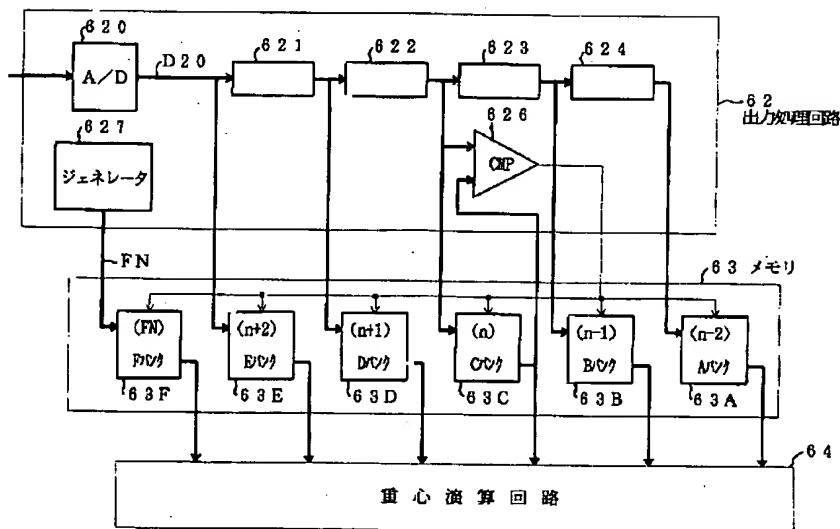 620
A/D
D20
621
622
623
624
62
出力処理回路
627
ジェネレータ
626
CMP
FN
63 メモリ
(FN)
Fバンク
(n+2)
Eバンク
(n+1)
Dバンク
(n)
Cバンク
(n-1)
Bバンク
(n-2)
Aバンク
63F
63E
63D
63C
63B
63A
64
重心演算回路